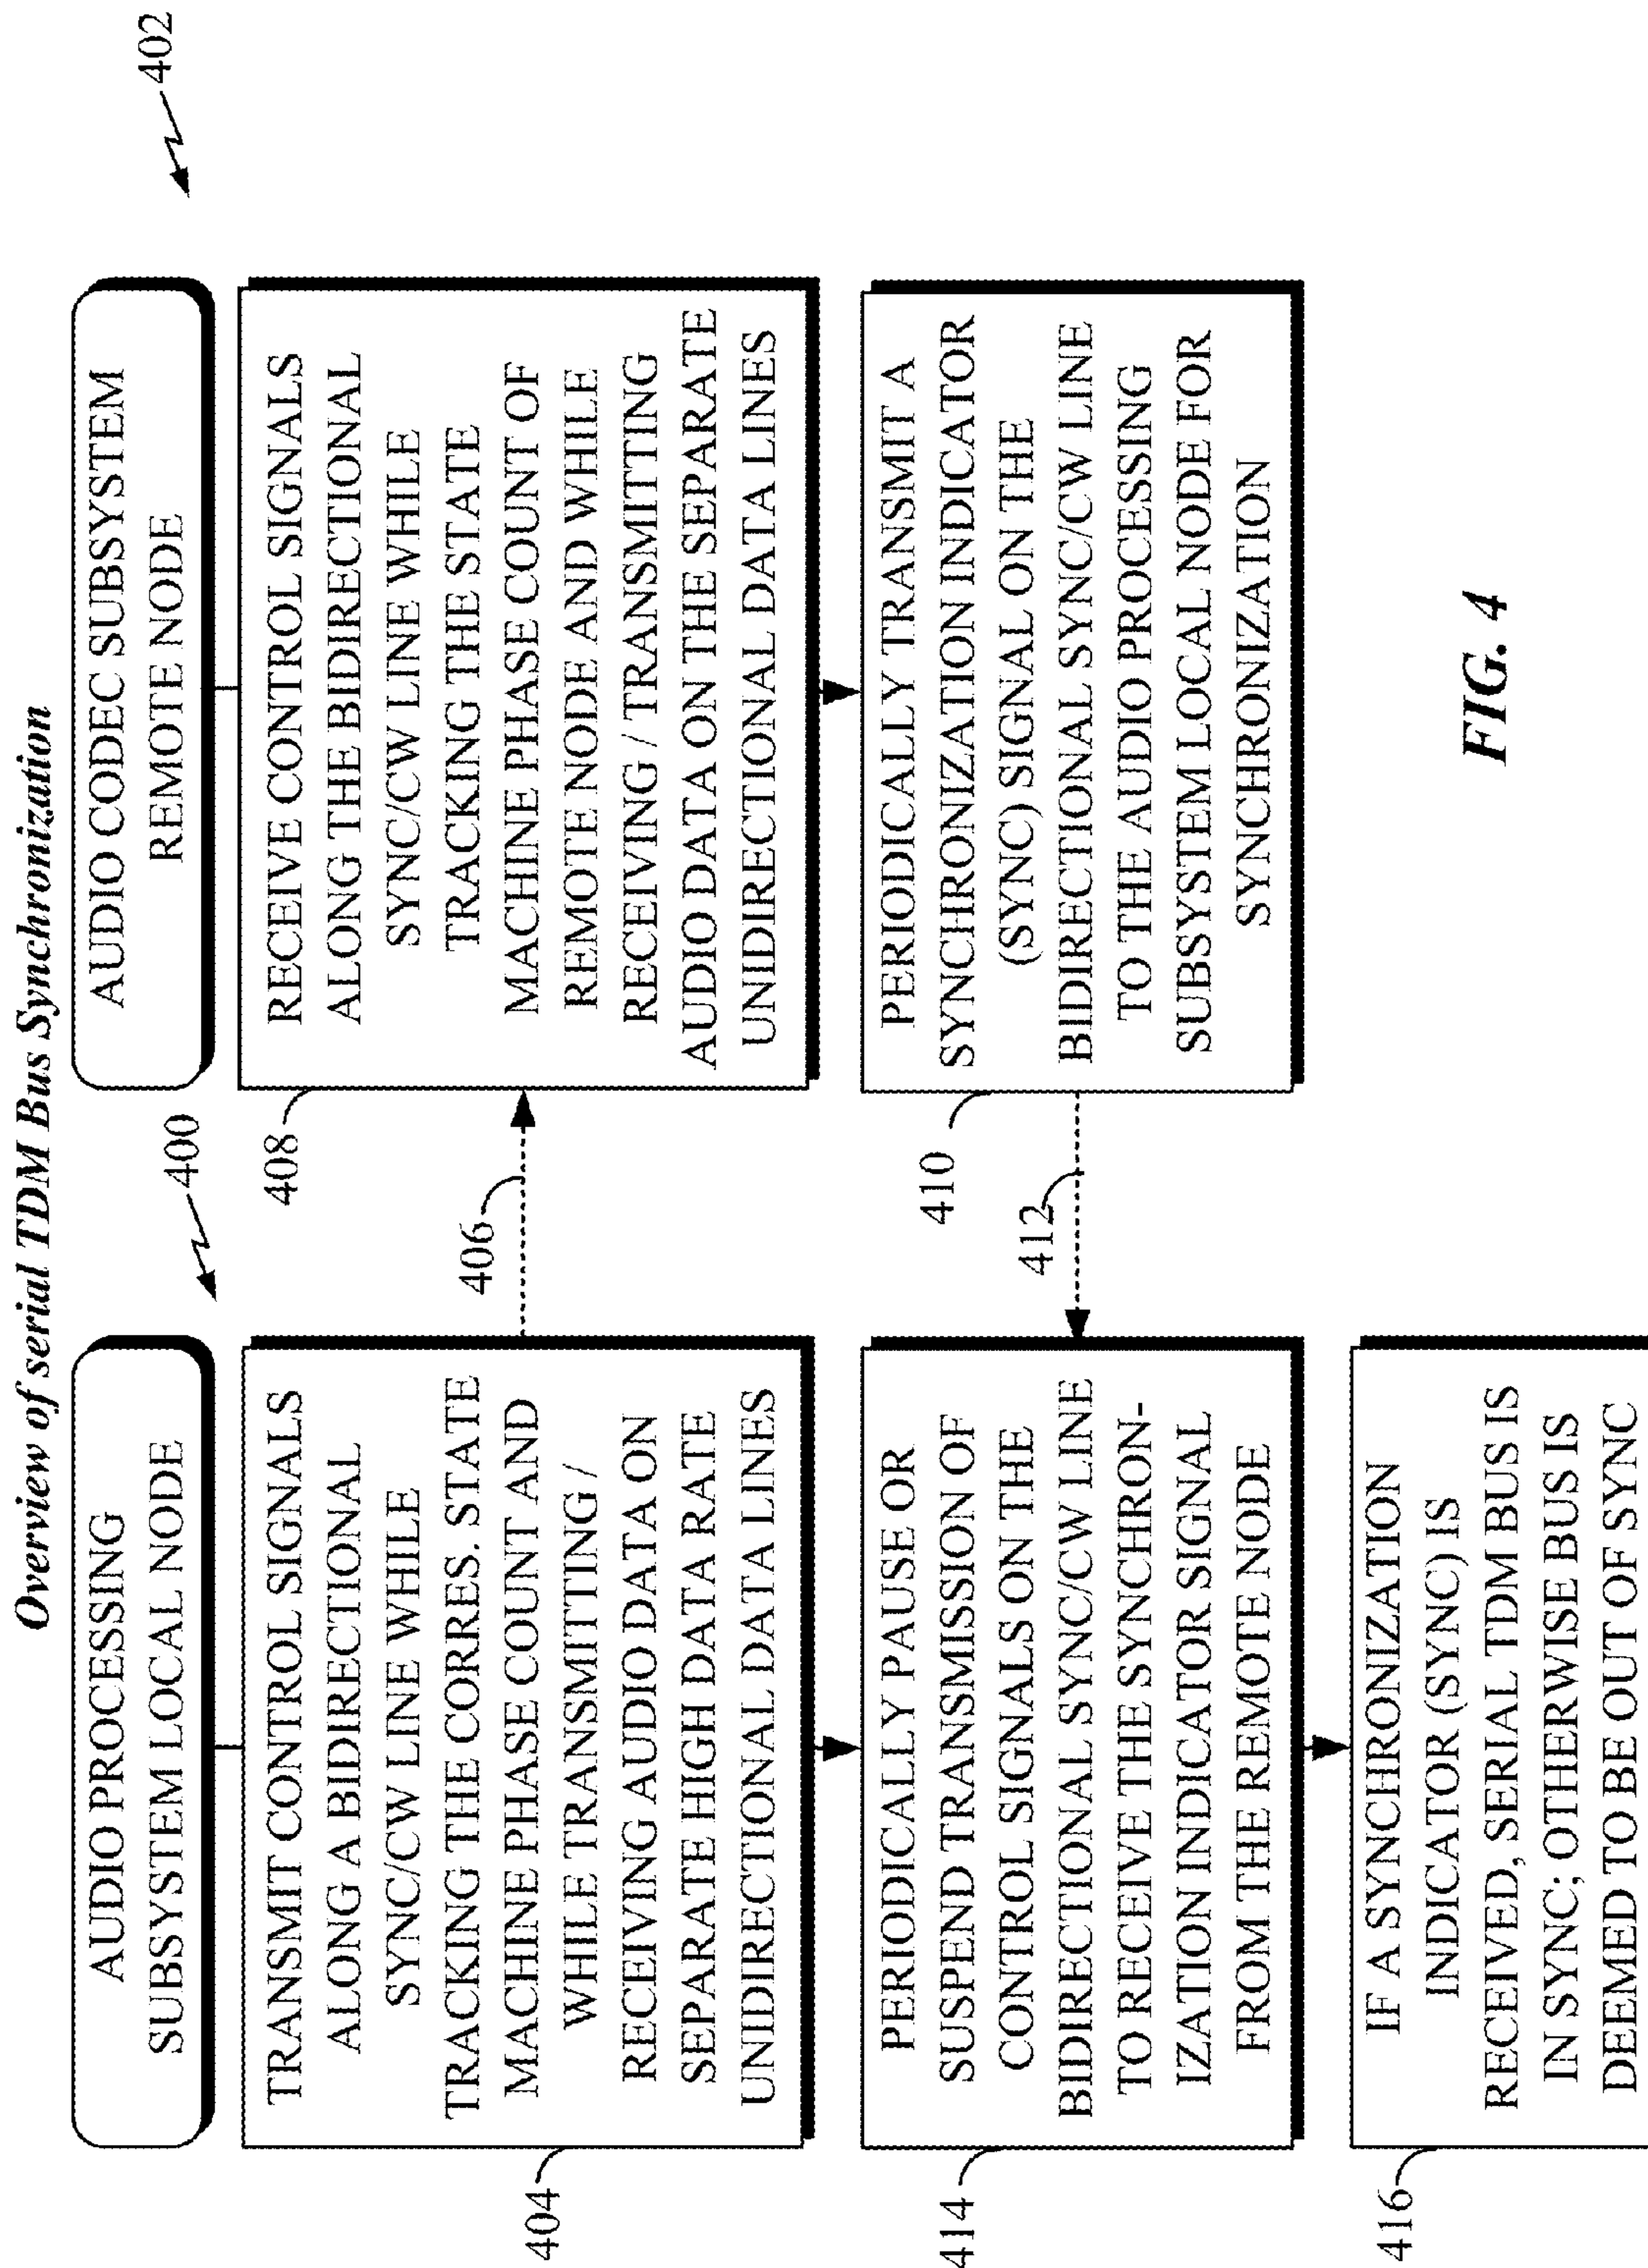 Overview of serial TDM Bus Synchronization
400
AUDIO PROCESSING
SUBSYSTEM LOCAL NODE
404
TRANSMIT CONTROL SIGNALS
ALONG A BIDIRECTIONAL
SYNC/CW LINE WHILE
TRACKING THE CORRES. STATE
MACHINE PHASE COUNT AND
WHILE TRANSMITTING /
RECEIVING AUDIO DATA ON
SEPARATE HIGH DATA RATE
UNIDIRECTIONAL DATA LINES
406
414
PERIODICALLY PAUSE OR
SUSPEND TRANSMISSION OF
CONTROL SIGNALS ON THE
BIDIRECTIONAL SYNC/CW LINE
TO RECEIVE THE SYNCHRON-
IZATION INDICATOR SIGNAL
FROM THE REMOTE NODE
412
416
IF A SYNCHRONIZATION
INDICATOR (SYNC) IS
RECEIVED, SERIAL TDM BUS IS
IN SYNC; OTHERWISE BUS IS
DEEMED TO BE OUT OF SYNC
402
AUDIO CODEC SUBSYSTEM
REMOTE NODE
408
RECEIVE CONTROL SIGNALS
ALONG THE BIDIRECTIONAL
SYNC/CW LINE WHILE
TRACKING THE STATE
MACHINE PHASE COUNT OF
REMOTE NODE AND WHILE
RECEIVING / TRANSMITTING
AUDIO DATA ON THE SEPARATE
UNIDIRECTIONAL DATA LINES
410
PERIODICALLY TRANSMIT A
SYNCHRONIZATION INDICATOR
(SYNC) SIGNAL ON THE
BIDIRECTIONAL SYNC/CW LINE
TO THE AUDIO PROCESSING
SUBSYSTEM LOCAL NODE FOR
SYNCHRONIZATION
FIG. 4